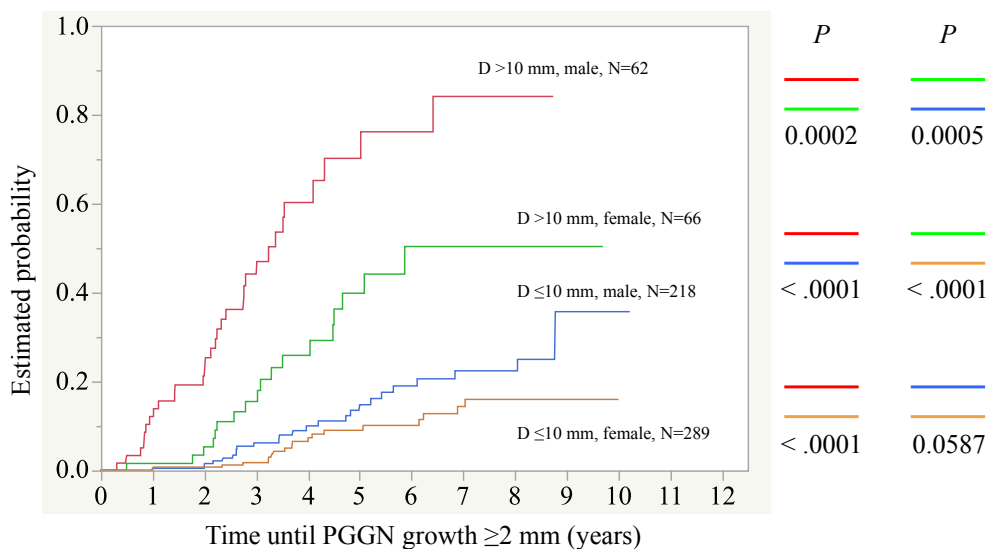 1.0
0.8
0.6
0.4
0.2
0.0
Estimated probability
0 1 2 3 4 5 6 7 8 9 10 11 12
Time until PGGN growth ≥2 mm (years)
D >10 mm, male, N=62
D >10 mm, female, N=66
D ≤10 mm, male, N=218
D ≤10 mm, female, N=289
P P
0.0002 0.0005
< .0001 < .0001
< .0001 0.0587